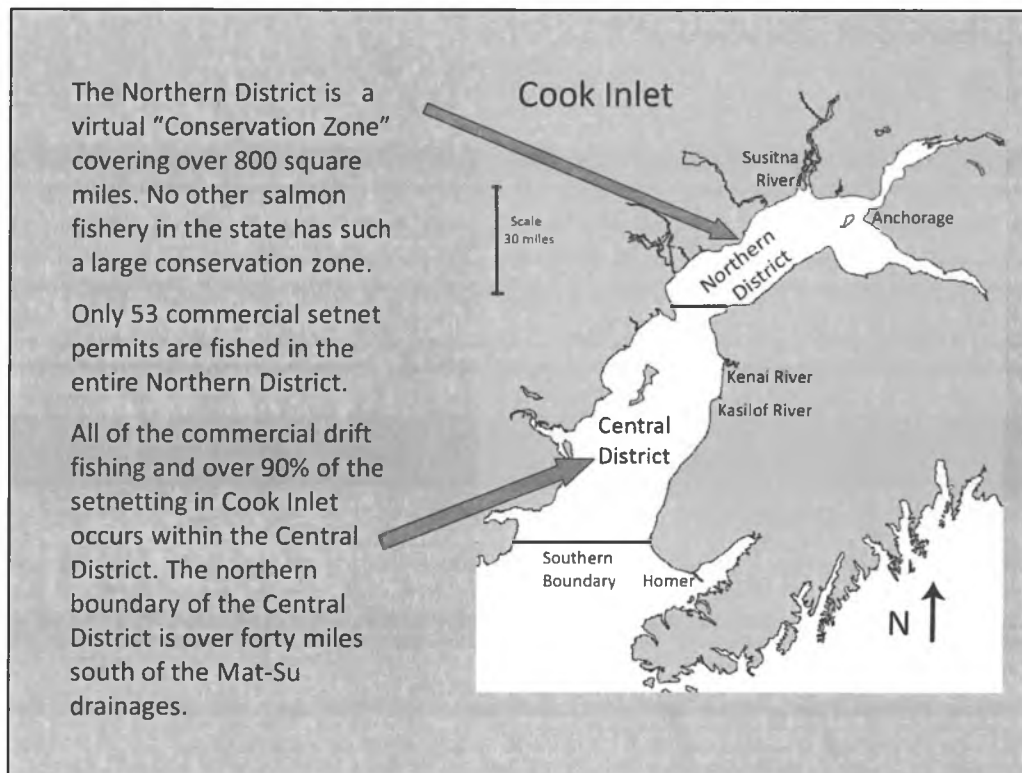 The Northern District is a
virtual “Conservation Zone”
covering over 800 square
miles. No other salmon
fishery in the state has such
a large conservation zone.
Only 53 commercial setnet
permits are fished in the
entire Northern District.
All of the commercial drift
fishing and over 90% of the
setnetting in Cook Inlet
occurs within the Central
District. The northern
boundary of the Central
District is over forty miles
south of the Mat-Su
drainages.
Cook Inlet
Susitna
River
Anchorage
Scale
30 miles
Northern
District
Kenai River
Kasilof River
Central
District
Southern
Boundary
Homer
N